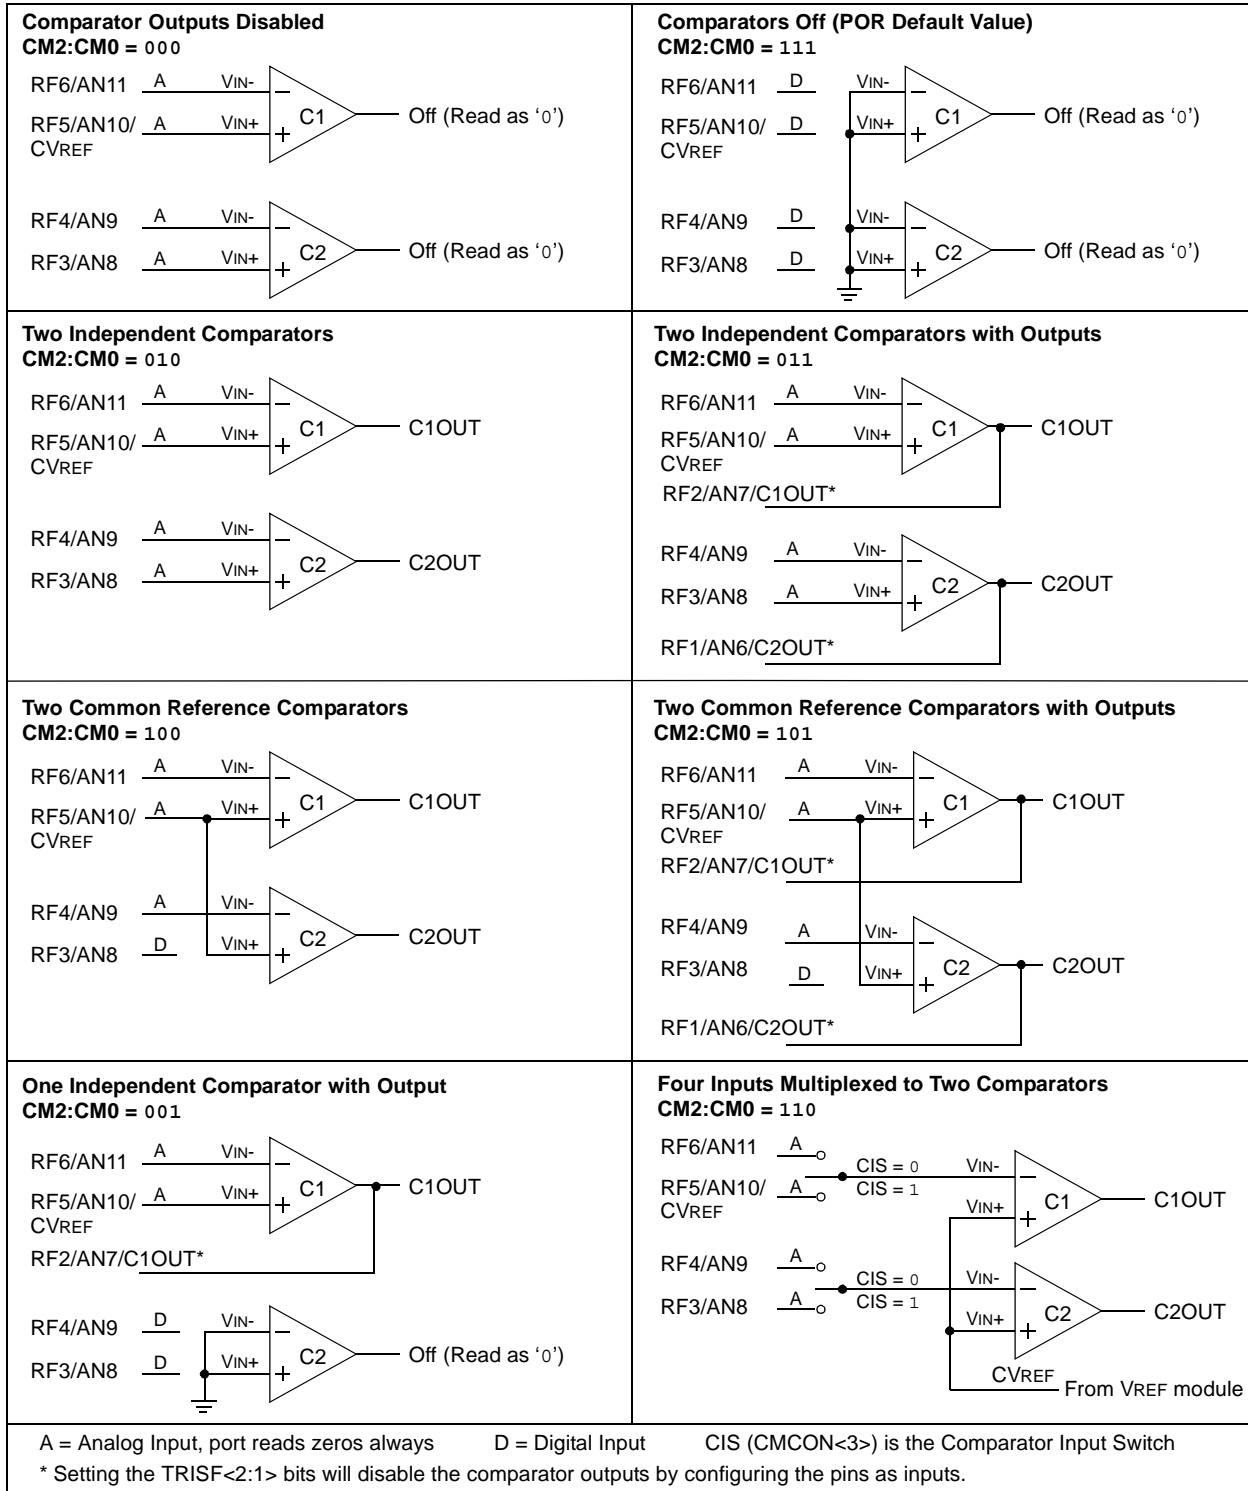 Comparator Outputs Disabled
CM2:CM0 = 000
RF6/AN11 A VIN-
RF5/AN10/ A VIN+
CVREF
C1
Off (Read as ‘0’)
RF4/AN9 A VIN-
RF3/AN8 A VIN+
C2
Off (Read as ‘0’)
Comparators Off (POR Default Value)
CM2:CM0 = 111
RF6/AN11 D VIN-
RF5/AN10/ D VIN+
CVREF
C1
Off (Read as ‘0’)
RF4/AN9 D VIN-
RF3/AN8 D VIN+
C2
Off (Read as ‘0’)
Two Independent Comparators
CM2:CM0 = 010
RF6/AN11 A VIN-
RF5/AN10/ A VIN+
CVREF
C1
C1OUT
RF4/AN9 A VIN-
RF3/AN8 A VIN+
C2
C2OUT
Two Independent Comparators with Outputs
CM2:CM0 = 011
RF6/AN11 A VIN-
RF5/AN10/ A VIN+
CVREF
C1
C1OUT
RF2/AN7/C1OUT*
RF4/AN9 A VIN-
RF3/AN8 A VIN+
C2
C2OUT
RF1/AN6/C2OUT*
Two Common Reference Comparators
CM2:CM0 = 100
RF6/AN11 A VIN-
RF5/AN10/ A VIN+
CVREF
C1
C1OUT
RF4/AN9 A VIN-
RF3/AN8 D VIN+
C2
C2OUT
Two Common Reference Comparators with Outputs
CM2:CM0 = 101
RF6/AN11 A VIN-
RF5/AN10/ A VIN+
CVREF
C1
C1OUT
RF2/AN7/C1OUT*
RF4/AN9 A VIN-
RF3/AN8 D VIN+
C2
C2OUT
RF1/AN6/C2OUT*
One Independent Comparator with Output
CM2:CM0 = 001
RF6/AN11 A VIN-
RF5/AN10/ A VIN+
CVREF
C1
C1OUT
RF2/AN7/C1OUT*
RF4/AN9 D VIN-
RF3/AN8 D VIN+
C2
Off (Read as ‘0’)
Four Inputs Multiplexed to Two Comparators
CM2:CM0 = 110
RF6/AN11 A CIS = 0 VIN-
RF5/AN10/ A CIS = 1 VIN+
CVREF
C1
C1OUT
RF4/AN9 A CIS = 0 VIN-
RF3/AN8 A CIS = 1 VIN+
C2
C2OUT
CVREF
From VREF module
A = Analog Input, port reads zeros always D = Digital Input CIS (CMCON<3>) is the Comparator Input Switch
* Setting the TRISF<2:1> bits will disable the comparator outputs by configuring the pins as inputs.